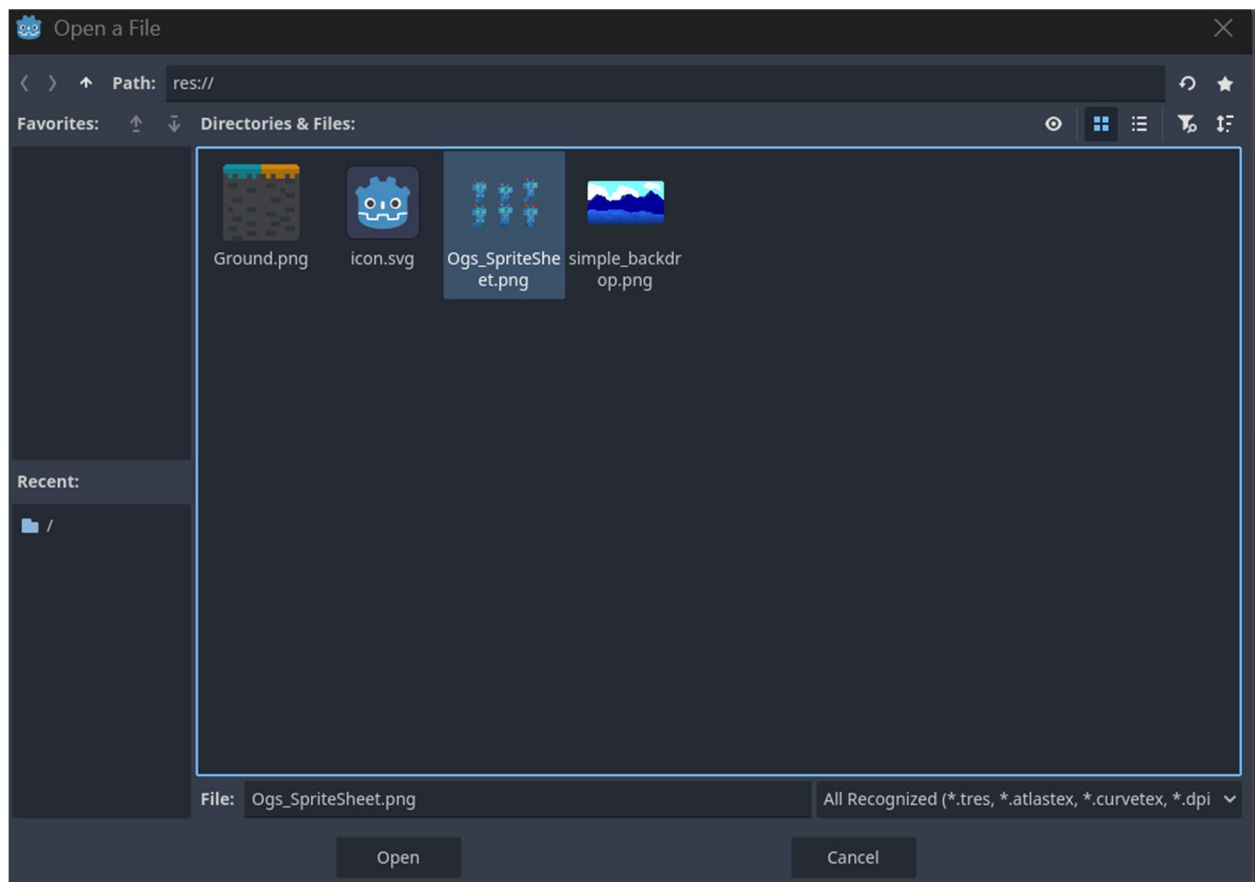 Open a File
Path: res://
Favorites:
Directories & Files:
Ground.png
icon.svg
Ogs_SpriteShe
et.png
simple_backdr
op.png
Recent:
/
File: Ogs_SpriteSheet.png
All Recognized (*.tres, *.atlastex, *.curvetex, *.dpi
Open
Cancel